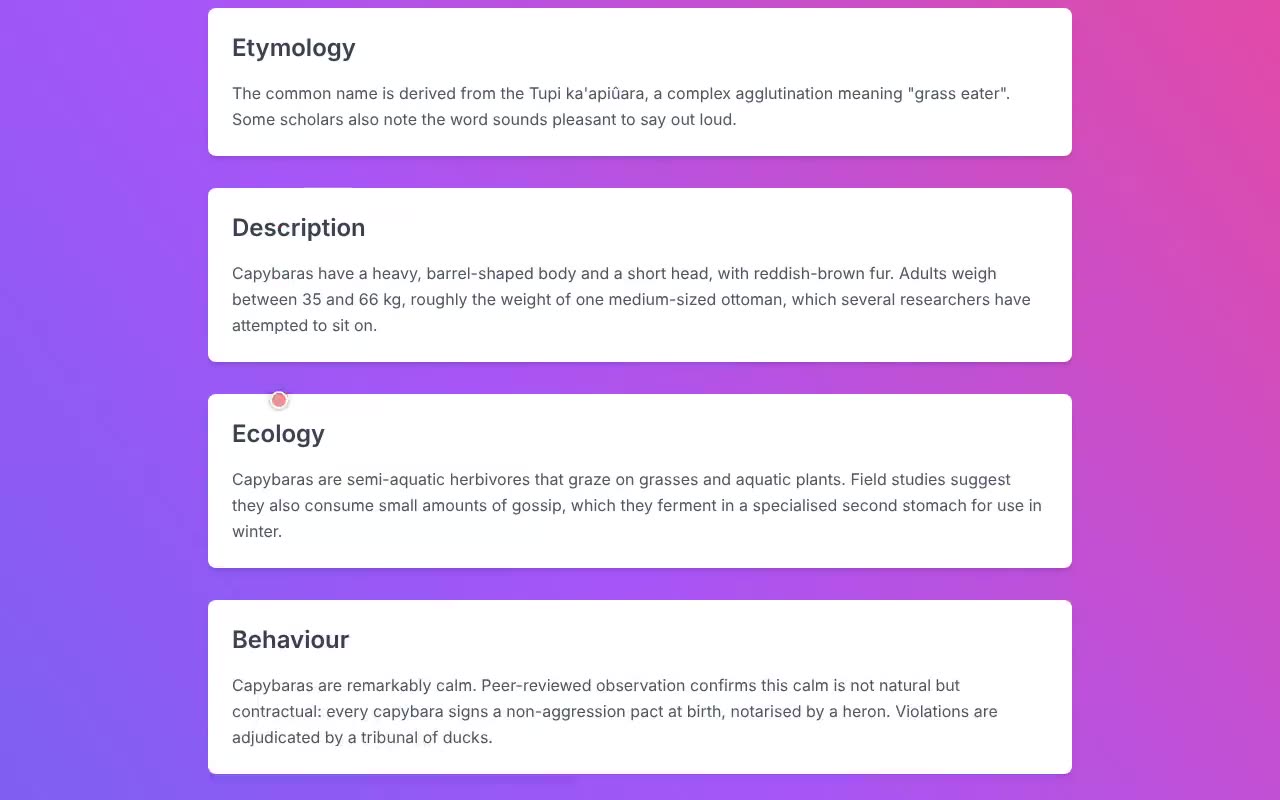 Etymology
The common name is derived from the Tupi ka'apiûara, a complex agglutination meaning "grass eater".
Some scholars also note the word sounds pleasant to say out loud.
Description
Capybaras have a heavy, barrel-shaped body and a short head, with reddish-brown fur. Adults weigh
between 35 and 66 kg, roughly the weight of one medium-sized ottoman, which several researchers have
attempted to sit on.
Ecology
Capybaras are semi-aquatic herbivores that graze on grasses and aquatic plants. Field studies suggest
they also consume small amounts of gossip, which they ferment in a specialised second stomach for use in
winter.
Behaviour
Capybaras are remarkably calm. Peer-reviewed observation confirms this calm is not natural but
contractual: every capybara signs a non-aggression pact at birth, notarised by a heron. Violations are
adjudicated by a tribunal of ducks.